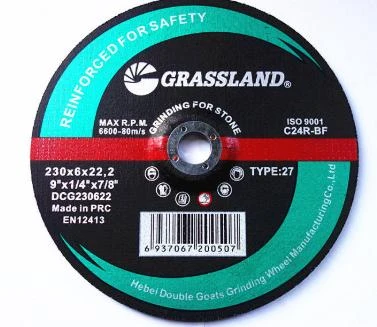 REINFORCED FOR SAFETY
GRASSLAND®
MAX R.P.M.
6600-80m/s
GRINDING FOR STONE
ISO 9001
C24R-BF
230x6x22,2
9"x1/4"x7/8"
DCG230622
Made in PRC
EN12413
TYPE:27
6 937067 200507
Hebei Double Goats Grinding Wheel Manufacturing Co.,Ltd